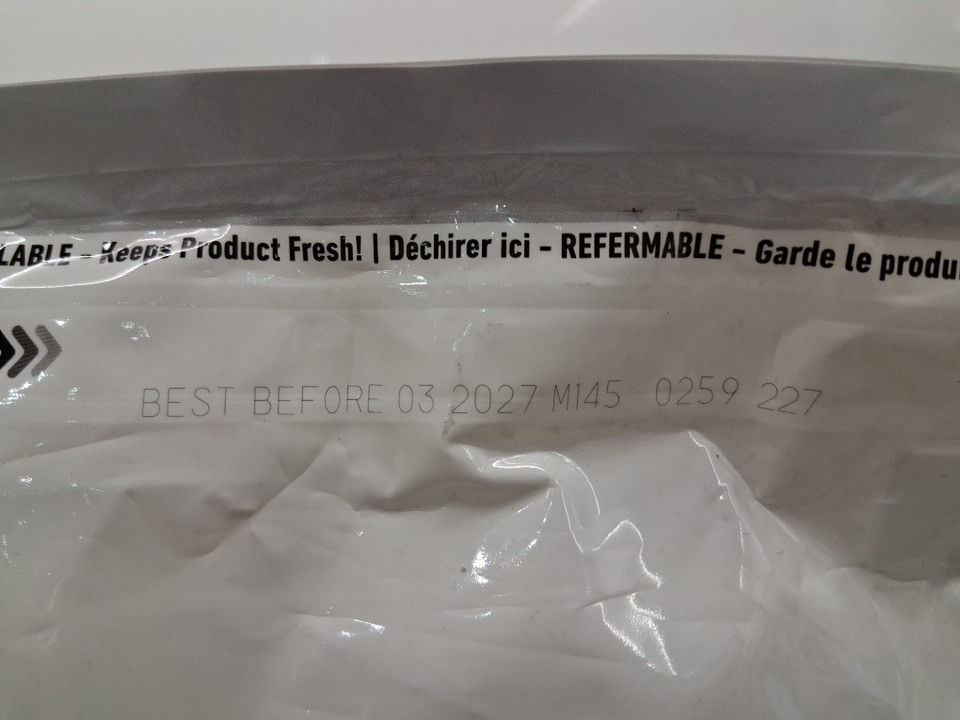 LABLE – Keeps Product Fresh! | Déchirer ici – REFERMABLE – Garde le produ
BEST BEFORE 03 2027 M145 0259 227